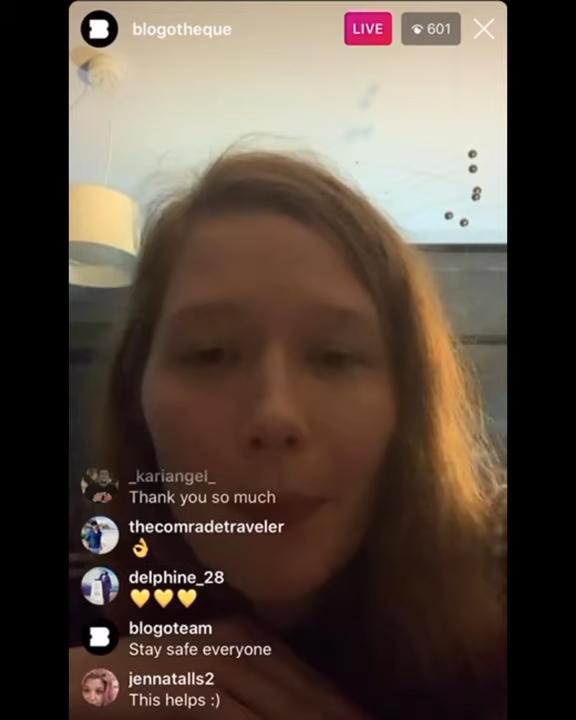 blogotheque
LIVE
601
_kariangel_
Thank you so much
thecomradetraveler
👌
delphine_28
💛💛💛
blogoteam
Stay safe everyone
jennatalls2
This helps :)